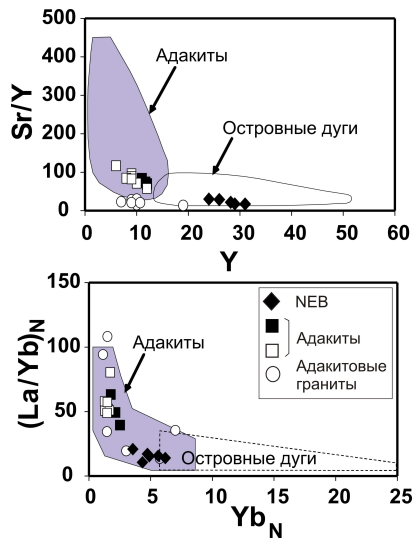 500
400
300
200
100
0
Sr/Y
Адакиты
Островные дуги
0 10 20 30 40 50 60
Y
150
100
50
0
(La/Yb)N
Адакиты
NEB
Адакиты
Адакитовые
граниты
Островные дуги
0 5 10 15 20 25
YbN